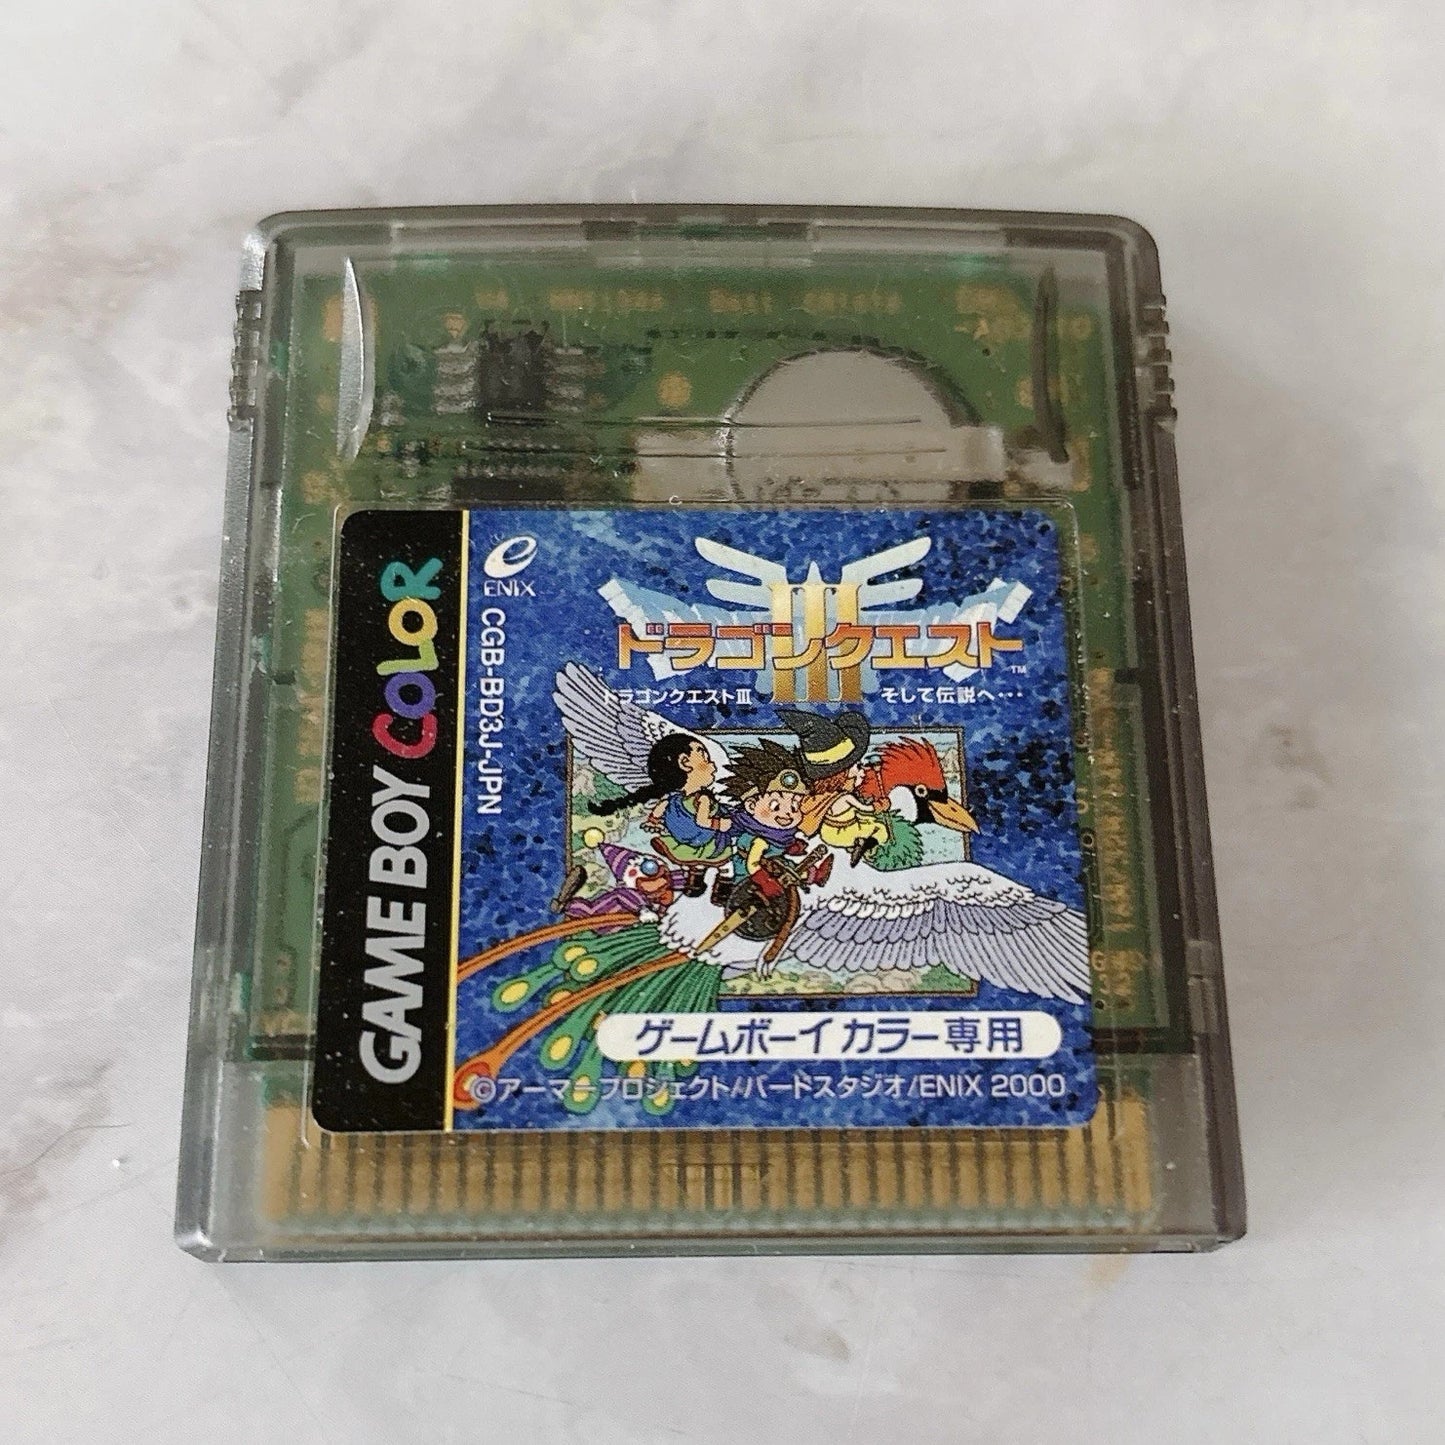 GAME BOY COLOR
ENIX
CGB-BD3J-JPN
III
ドラゴンクエスト
TM
ドラゴンクエストⅢ そして伝説へ・・・
ゲームボーイカラー専用
©アーマープロジェクト/バードスタジオ/ENIX 2000